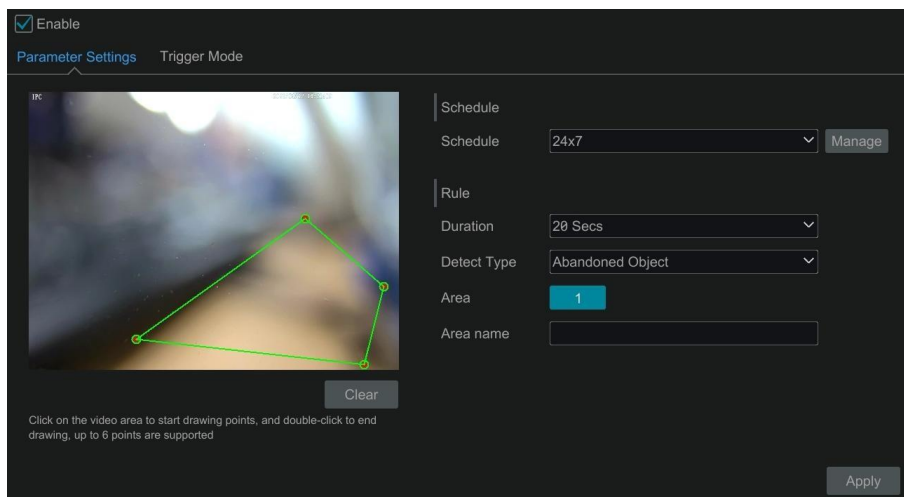 Enable
Parameter Settings Trigger Mode
IPC
Schedule
Schedule 24x7 Manage
Rule
Duration 20 Secs
Detect Type Abandoned Object
Area 1
Area name
Clear
Click on the video area to start drawing points, and double-click to end
drawing, up to 6 points are supported
Apply